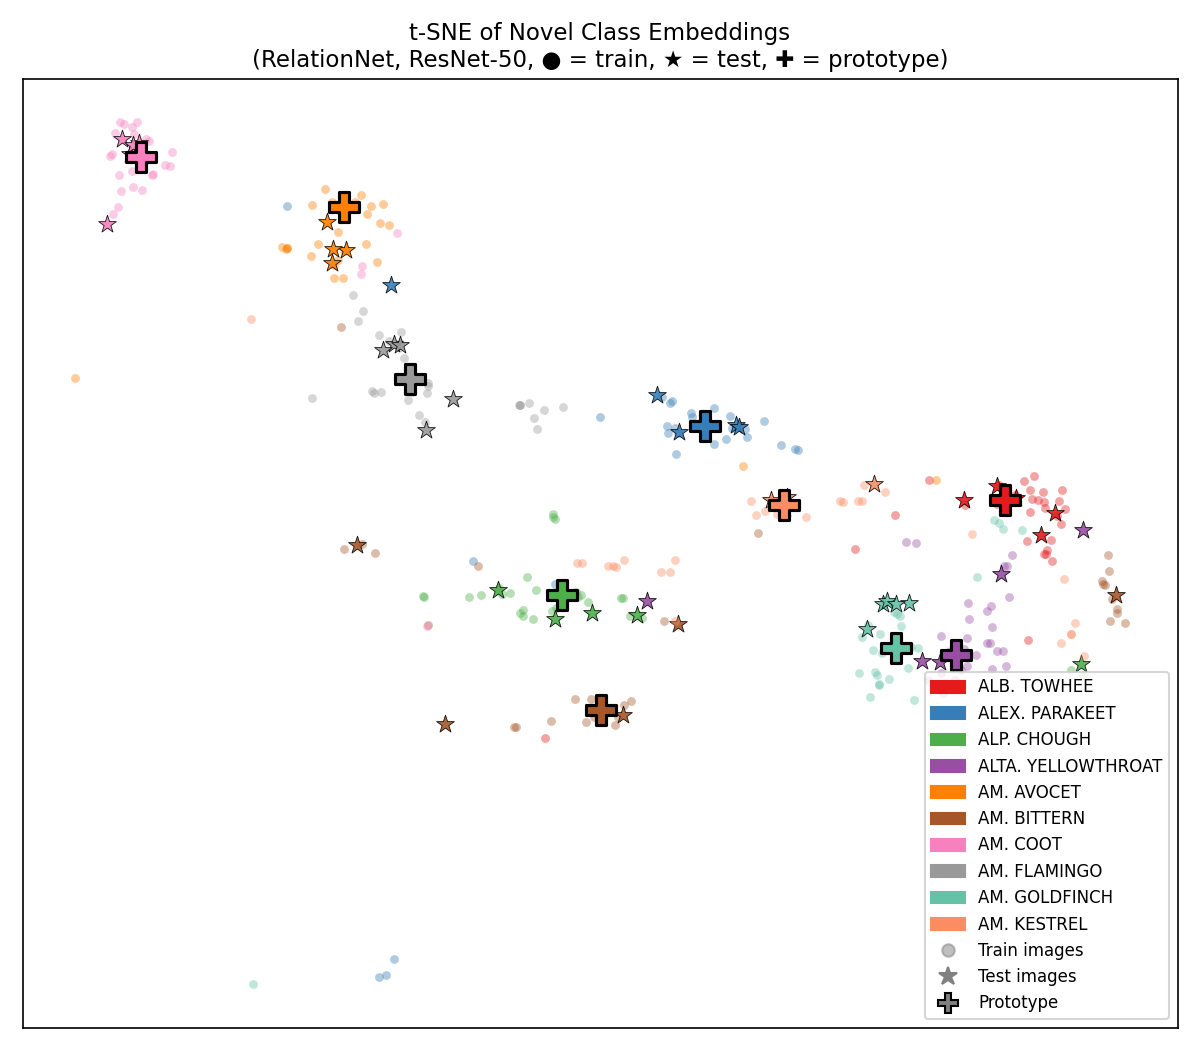 t-SNE of Novel Class Embeddings
(RelationNet, ResNet-50, ● = train, ★ = test, ✚ = prototype)
ALB. TOWHEE
ALEX. PARAKEET
ALP. CHOUGH
ALTA. YELLOWTHROAT
AM. AVOCET
AM. BITTERN
AM. COOT
AM. FLAMINGO
AM. GOLDFINCH
AM. KESTREL
Train images
Test images
Prototype